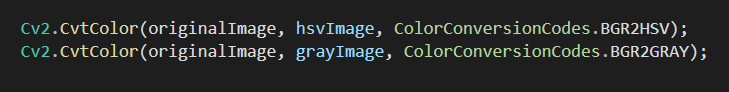 Cv2.CvtColor(originalImage, hsvImage, ColorConversionCodes.BGR2HSV);
Cv2.CvtColor(originalImage, grayImage, ColorConversionCodes.BGR2GRAY);